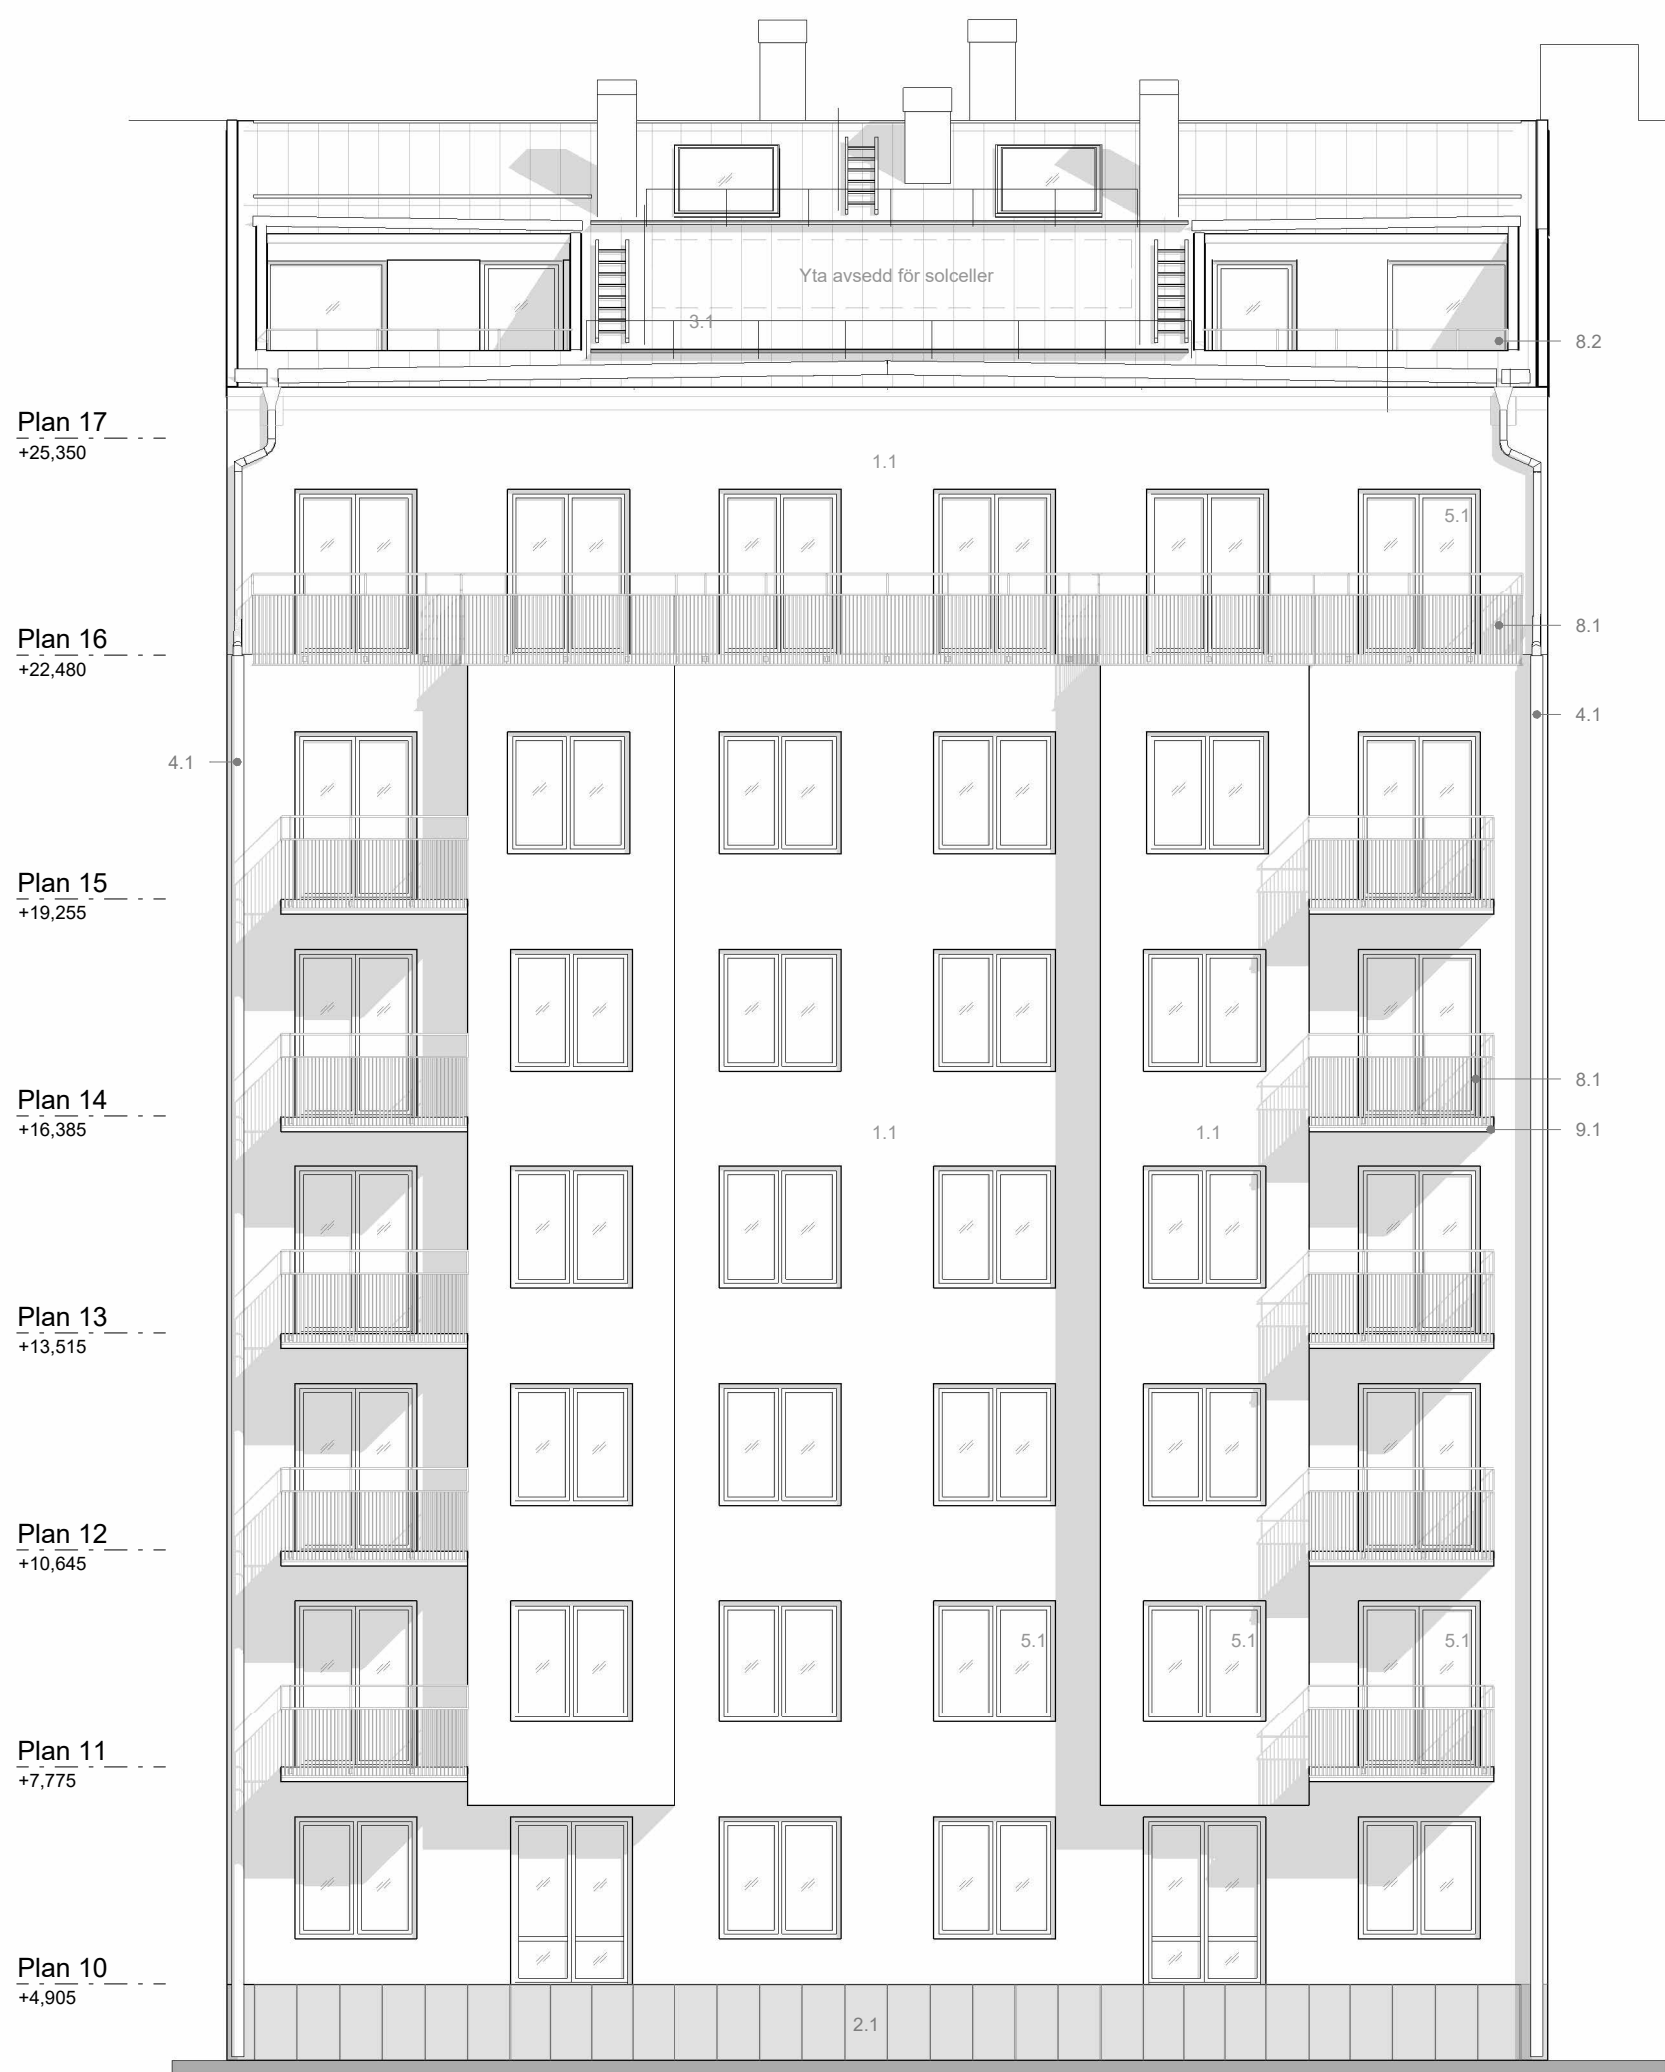 Yta avsedd för solceller
3.1
8.2
Plan 17
+25,350
1.1
5.1
8.1
Plan 16
+22,480
4.1
4.1
Plan 15
+19,255
8.1
Plan 14
+16,385
1.1
1.1
9.1
Plan 13
+13,515
Plan 12
+10,645
5.1
5.1
5.1
Plan 11
+7,775
Plan 10
+4,905
2.1